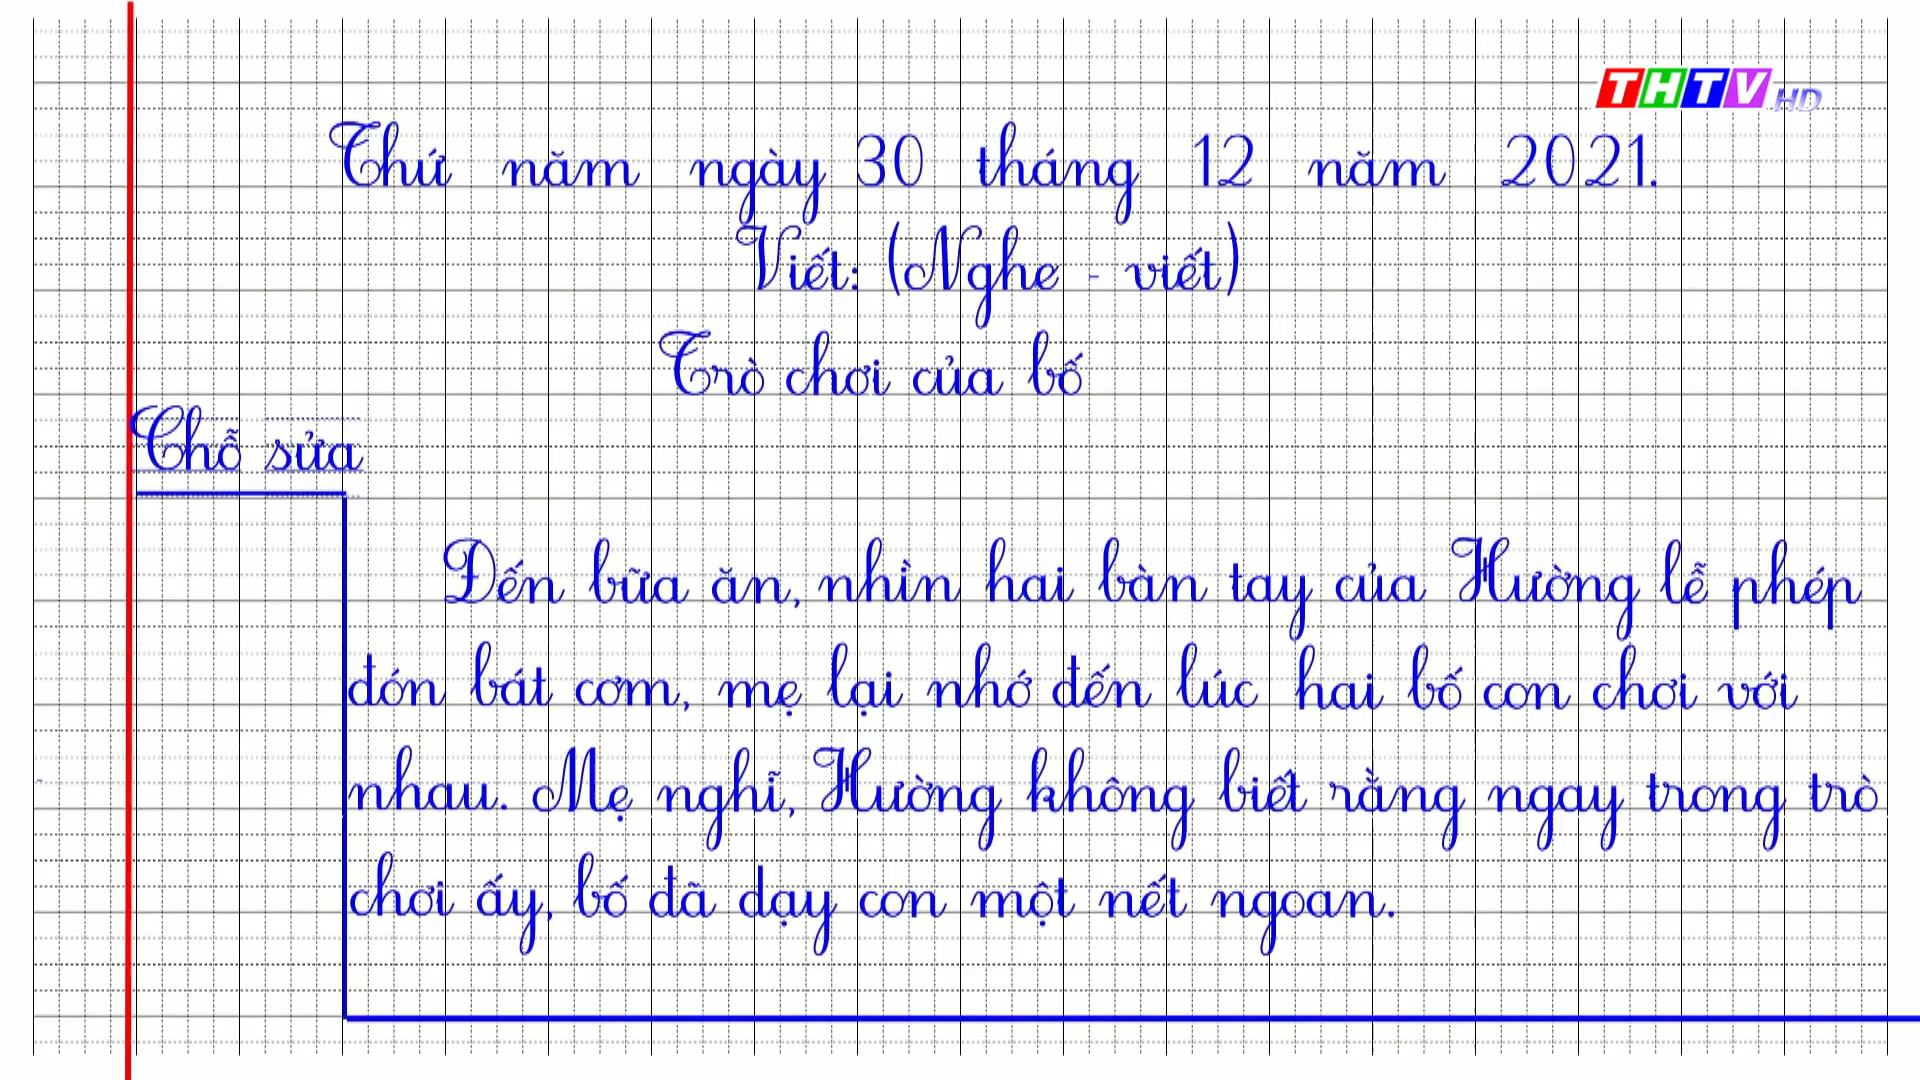 THTV HD
Thứ năm ngày 30 tháng 12 năm 2021.
Viết: (Nghe - viết)
Trò chơi của bố
Chỗ sửa
Đến bữa ăn, nhìn hai bàn tay của Hường lễ phép
đón bát cơm, mẹ lại nhớ đến lúc hai bố con chơi với
nhau. Mẹ nghĩ, Hường không biết rằng ngay trong trò
chơi ấy, bố đã dạy con một nết ngoan.